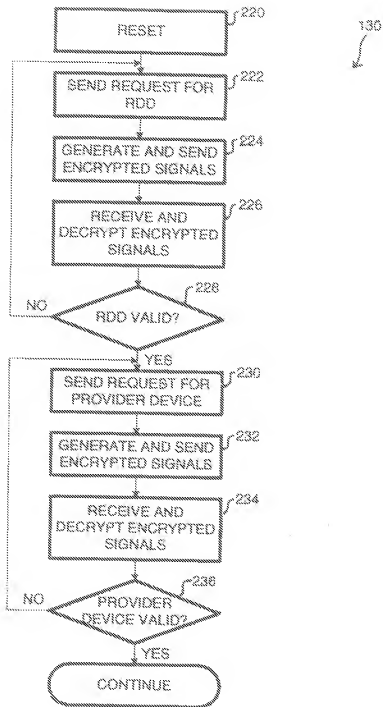 RESET
220
130
SEND REQUEST FOR
RDD
222
GENERATE AND SEND
ENCRYPTED SIGNALS
224
RECEIVE AND
DECRYPT ENCRYPTED
SIGNALS
226
RDD VALID?
228
NO
YES
SEND REQUEST FOR
PROVIDER DEVICE
230
GENERATE AND SEND
ENCRYPTED SIGNALS
232
RECEIVE AND
DECRYPT ENCRYPTED
SIGNALS
234
PROVIDER
DEVICE VALID?
236
NO
YES
CONTINUE